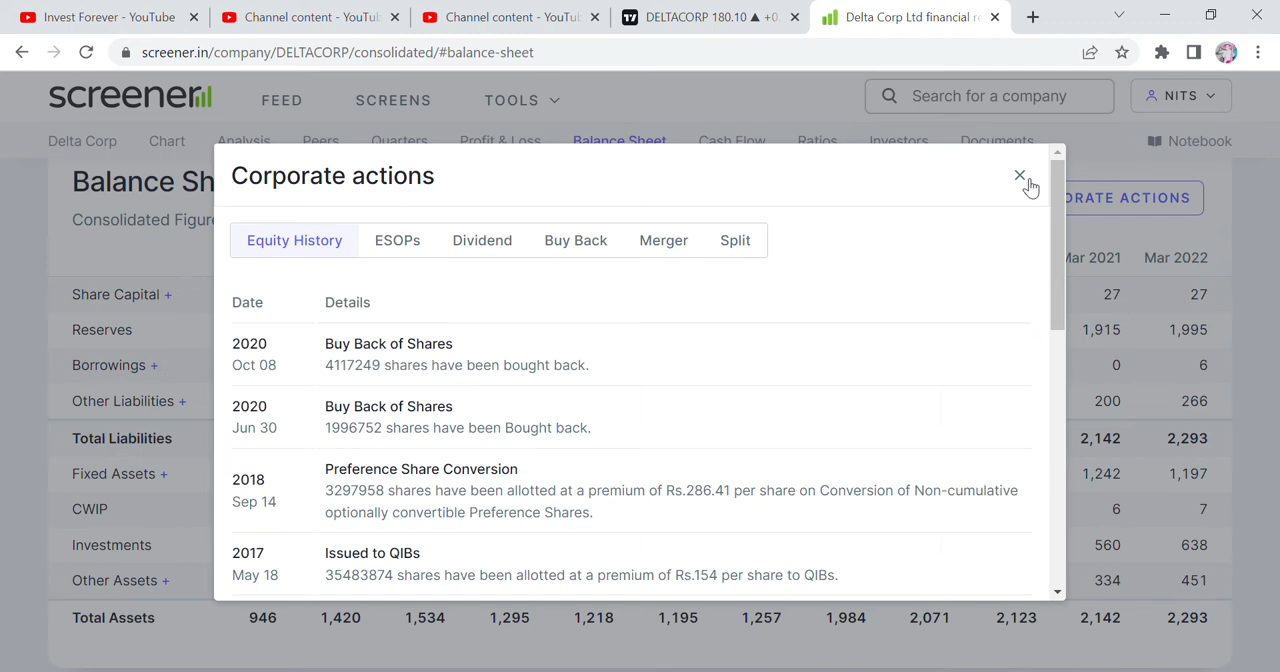 Invest Forever - YouTube
Channel content - YouTu
Channel content - YouTu
DELTACORP 180.10 ▲ +0.
Delta Corp Ltd financial re
screener.in/company/DELTACORP/consolidated/#balance-sheet
screener
FEED
SCREENS
TOOLS
Search for a company
NITS
Delta Corp
Chart
Analysis
Peers
Quarters
Profit & Loss
Balance Sheet
Cash Flow
Ratios
Investors
Documents
Notebook
Balance Sh
Consolidated Figure
ORATE ACTIONS
Corporate actions
Equity History
ESOPs
Dividend
Buy Back
Merger
Split
Date Details
2020 Buy Back of Shares
Oct 08 4117249 shares have been bought back.
2020 Buy Back of Shares
Jun 30 1996752 shares have been Bought back.
2018 Preference Share Conversion
Sep 14 3297958 shares have been allotted at a premium of Rs.286.41 per share on Conversion of Non-cumulative
optionally convertible Preference Shares.
2017 Issued to QIBs
May 18 35483874 shares have been allotted at a premium of Rs.154 per share to QIBs.
Mar 2021 Mar 2022
Share Capital + 27 27
Reserves 1,915 1,995
Borrowings + 0 6
Other Liabilities + 200 266
Total Liabilities 2,142 2,293
Fixed Assets + 1,242 1,197
CWIP 6 7
Investments 560 638
Other Assets + 334 451
Total Assets 946 1,420 1,534 1,295 1,218 1,195 1,257 1,984 2,071 2,123 2,142 2,293